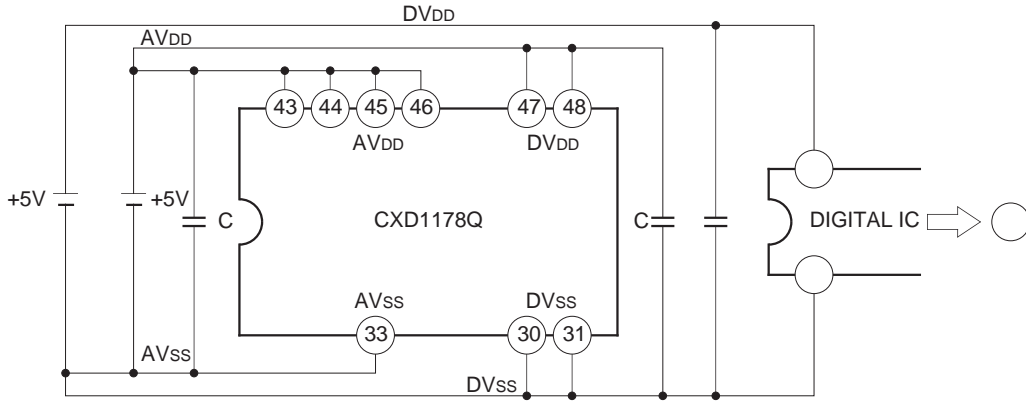 DVDD
AVDD
43 44 45 46 47 48
AVDD DVDD
+5V +5V C CXD1178Q C DIGITAL IC
AVSS DVSS
33 30 31
AVSS
DVSS